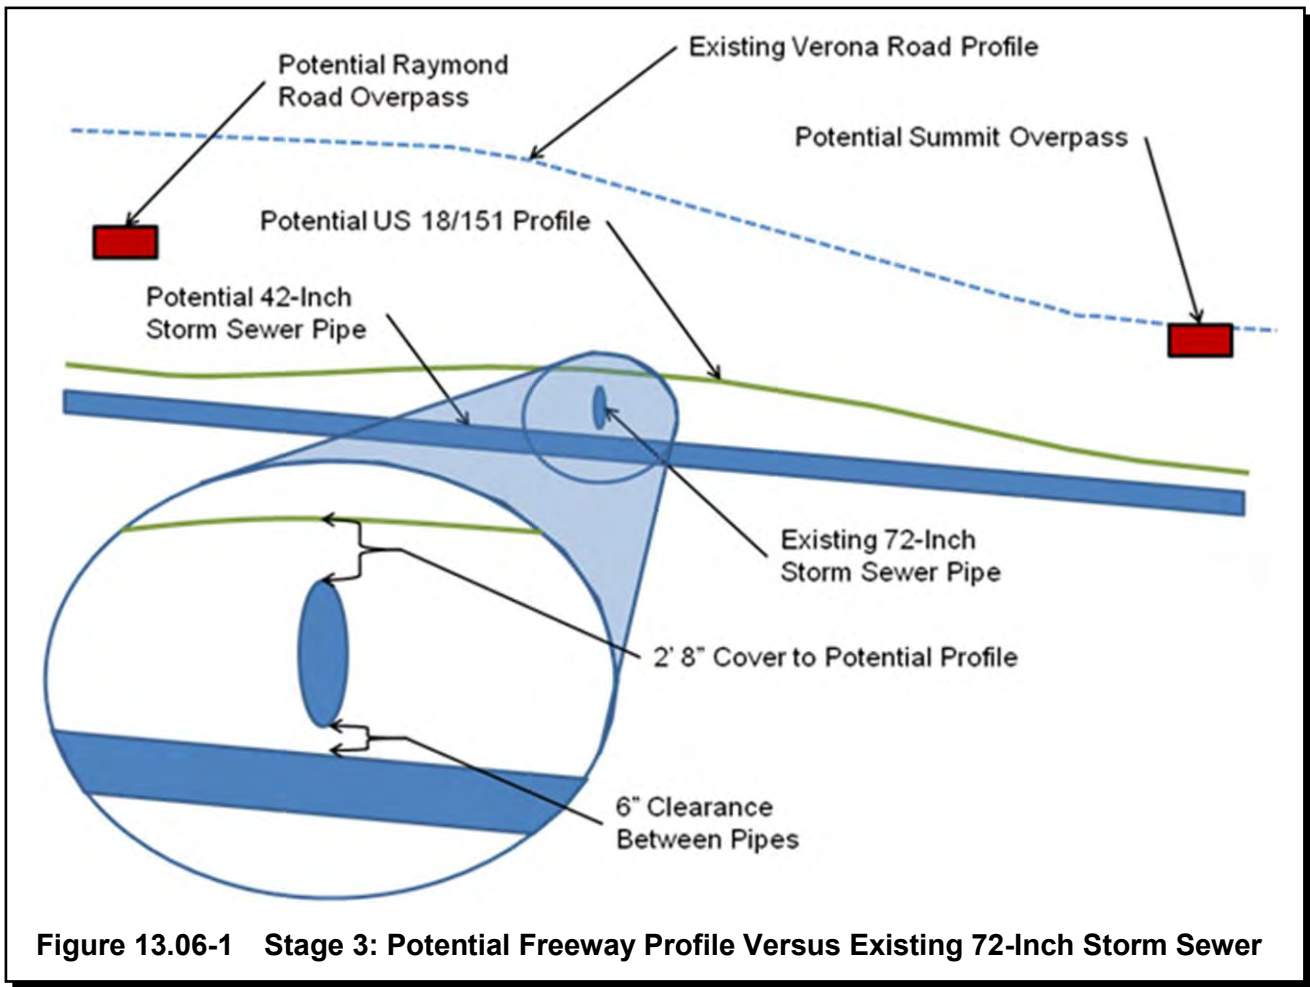 Existing Verona Road Profile
Potential Raymond
Road Overpass
Potential Summit Overpass
Potential US 18/151 Profile
Potential 42-Inch
Storm Sewer Pipe
Existing 72-Inch
Storm Sewer Pipe
2' 8" Cover to Potential Profile
6" Clearance
Between Pipes
Figure 13.06-1 Stage 3: Potential Freeway Profile Versus Existing 72-Inch Storm Sewer